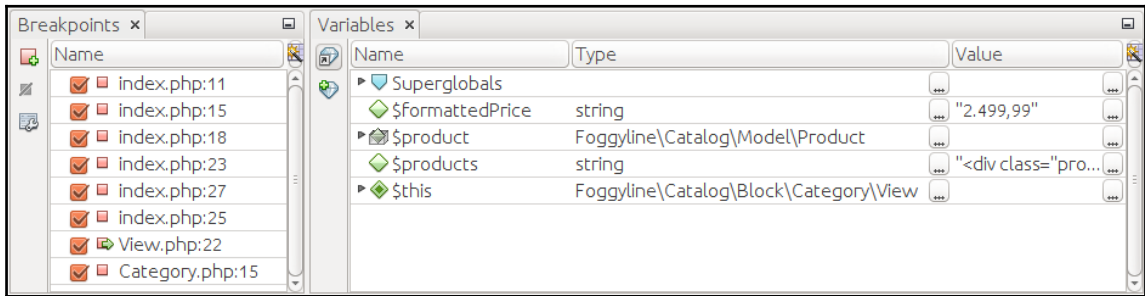 Breakpoints ×
Name
index.php:11
index.php:15
index.php:18
index.php:23
index.php:27
index.php:25
View.php:22
Category.php:15
Variables ×
Name Type Value
Superglobals ... ...
$formattedPrice string ... "2.499,99" ...
$product Foggyline\Catalog\Model\Product ... ...
$products string ... "<div class="pro... ...
$this Foggyline\Catalog\Block\Category\View ... ...